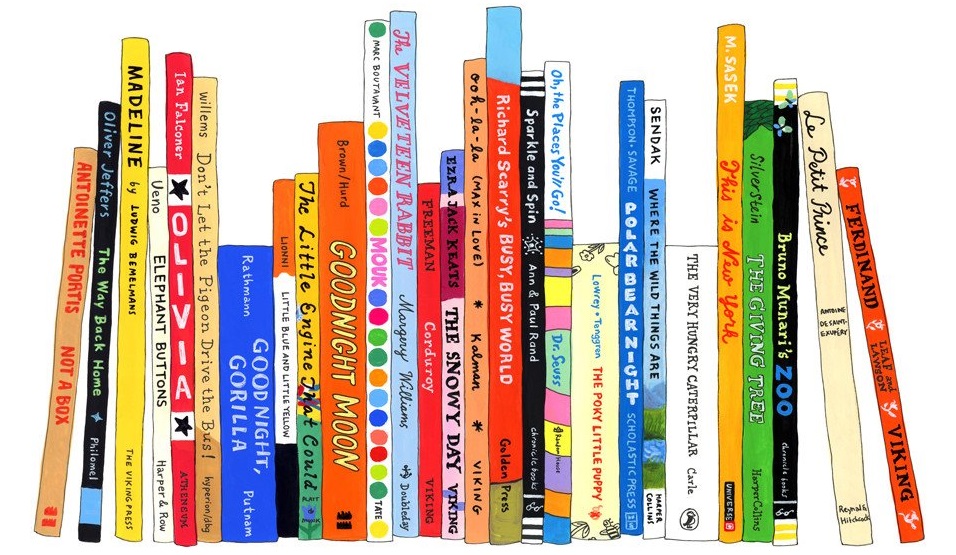 ANTOINETTE PORTIS NOT A BOX
Oliver Jeffers The Way Back Home Philomel
MADELINE by LUDWIG BEMELMANS THE VIKING PRESS
Ueno ELEPHANT BUTTONS Harper & Row
Ian Falconer OLIVIA ATHENEUM
willems Don't Let the Pigeon Drive the Bus! hyperion/dbg
Rathmann GOOD NIGHT, GORILLA Putnam
LIONNI LITTLE BLUE AND LITTLE YELLOW
The Little Engine That Could PLATT & MUNK
Brown/Hurd GOODNIGHT MOON
MARC BOUTAVANT MOUK TATE
The VELVETEEN RABBIT Margery Williams Doubleday
FREEMAN Corduroy VIKING
EZRA JACK KEATS THE SNOWY DAY VIKING
ooh-la-la (MAX IN LOVE) * Kalman * VIKING
Richard Scarry's BUSY, BUSY WORLD Golden Press
Sparkle and Spin Ann & Paul Rand chronicle books
Oh, the Places You'll Go! Dr. Seuss Random House
Lowrey * Tenggren THE POKY LITTLE PUPPY
THOMPSON · SAVAGE POLAR BEAR NIGHT SCHOLASTIC PRESS
SENDAK WHERE THE WILD THINGS ARE HARPER COLLINS
THE VERY HUNGRY CATERPILLAR Carle
M. SASEK This is New York UNIVERSE
Silverstein THE GIVING TREE HarperCollins
Bruno Munari's ZOO chronicle books
Le Petit Prince ANTOINE DE SAINT-EXUPÉRY Reynal & Hitchcock
FERDINAND LEAF and LAWSON VIKING